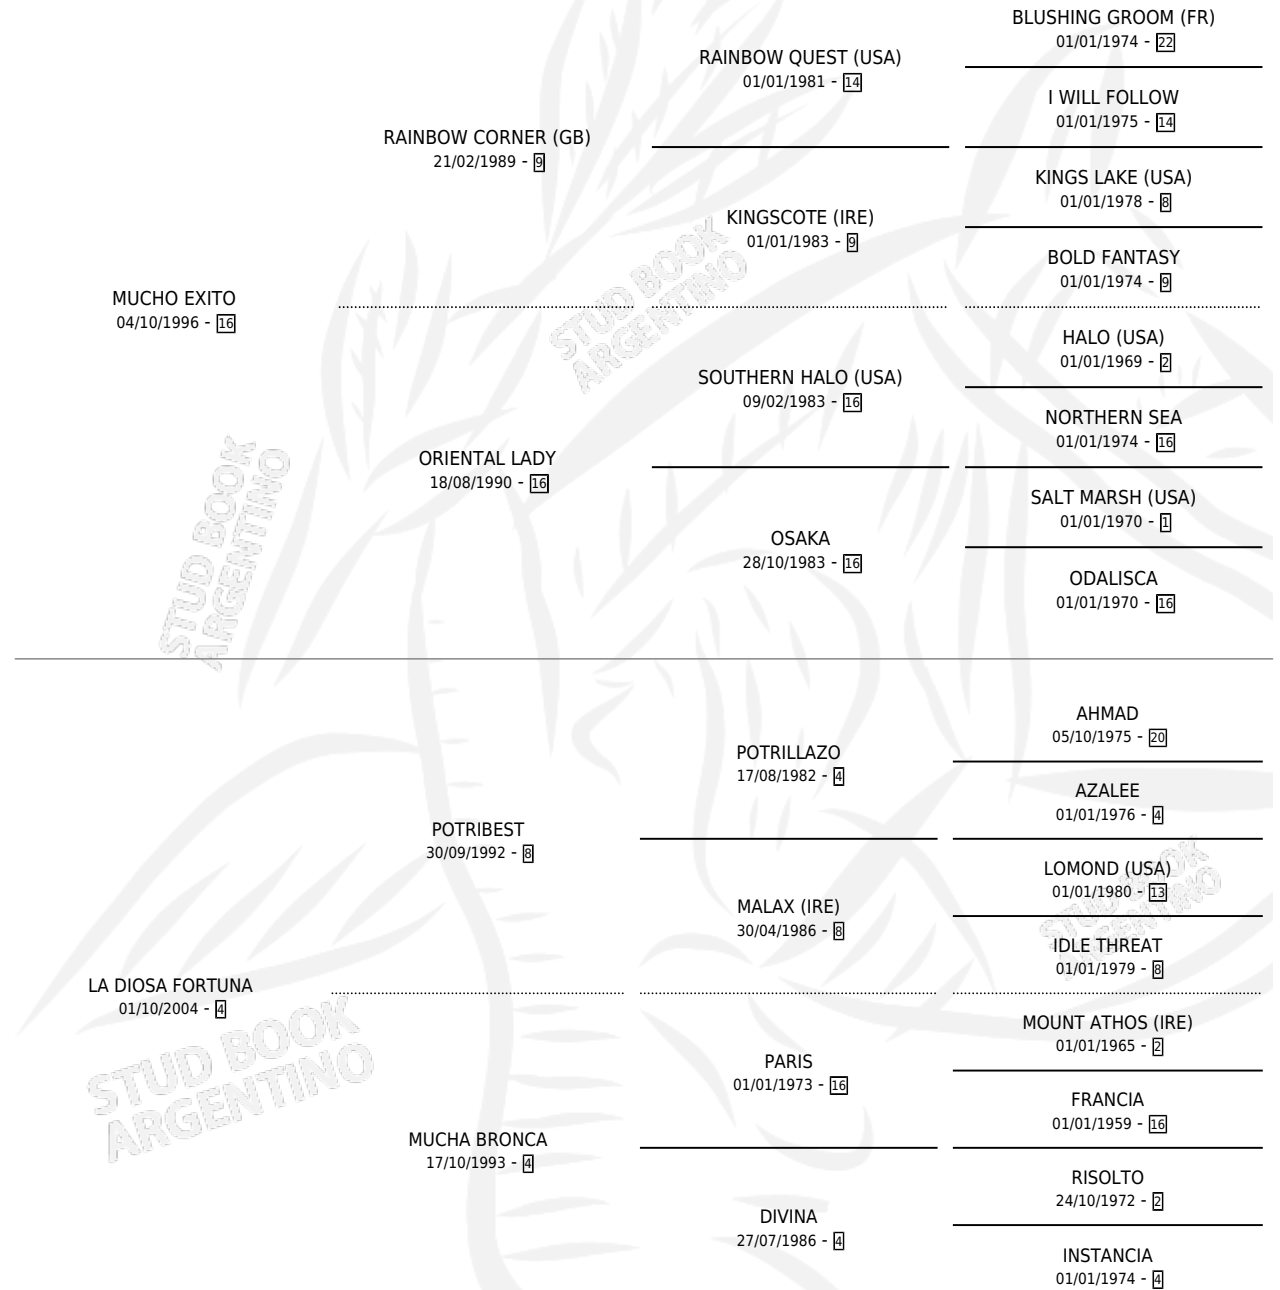 BLUSHING GROOM (FR)
01/01/1974 - 22
RAINBOW QUEST (USA)
01/01/1981 - 14
I WILL FOLLOW
01/01/1975 - 14
RAINBOW CORNER (GB)
21/02/1989 - 9
KINGS LAKE (USA)
01/01/1978 - 8
KINGSCOTE (IRE)
01/01/1983 - 9
BOLD FANTASY
01/01/1974 - 9
MUCHO EXITO
04/10/1996 - 16
HALO (USA)
01/01/1969 - 2
SOUTHERN HALO (USA)
09/02/1983 - 16
NORTHERN SEA
01/01/1974 - 16
ORIENTAL LADY
18/08/1990 - 16
SALT MARSH (USA)
01/01/1970 - 1
OSAKA
28/10/1983 - 16
ODALISCA
01/01/1970 - 16
STUD BOOK
ARGENTINO
STUD BOOK
ARGENTINO
AHMAD
05/10/1975 - 20
POTRILLAZO
17/08/1982 - 4
AZALEE
01/01/1976 - 4
POTRIBEST
30/09/1992 - 8
LOMOND (USA)
01/01/1980 - 13
MALAX (IRE)
30/04/1986 - 8
IDLE THREAT
01/01/1979 - 8
LA DIOSA FORTUNA
01/10/2004 - 4
MOUNT ATHOS (IRE)
01/01/1965 - 2
PARIS
01/01/1973 - 16
FRANCIA
01/01/1959 - 16
MUCHA BRONCA
17/10/1993 - 4
RISOLTO
24/10/1972 - 2
DIVINA
27/07/1986 - 4
INSTANCIA
01/01/1974 - 4
STUD BOOK
ARGENTINO
STUD BOOK
ARGENTINO